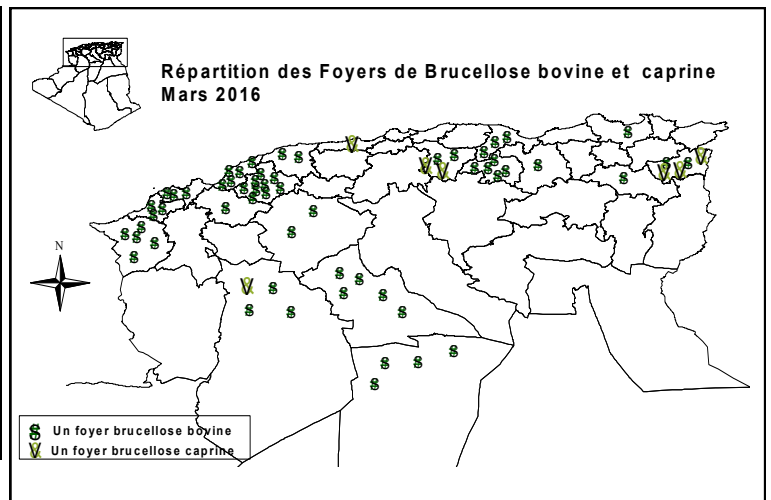 Répartition des Foyers de Brucellose bovine et caprine
Mars 2016
N
Un foyer brucellose bovine
Un foyer brucellose caprine